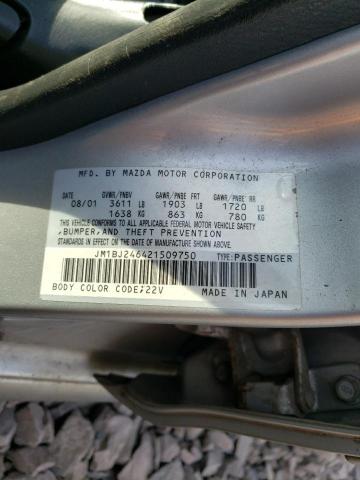 MFD. BY MAZDA MOTOR CORPORATION
DATE GVWR/PNBV GAWR/PNBE FRT GAWR/PNBE RR
08/01 3611 LB 1903 LB 1720 LB
1638 KG 863 KG 780 KG
THIS VEHICLE CONFORMS TO ALL APPLICABLE FEDERAL MOTOR VEHICLE SAFETY
,BUMPER,AND THEFT PREVENTION
STANDARDS IN EFFECT ON THE DATE OF MANUFACTURE SHOWN ABOVE.
JM1BJ246421509750 TYPE:PASSENGER
BODY COLOR CODE;22V MADE IN JAPAN